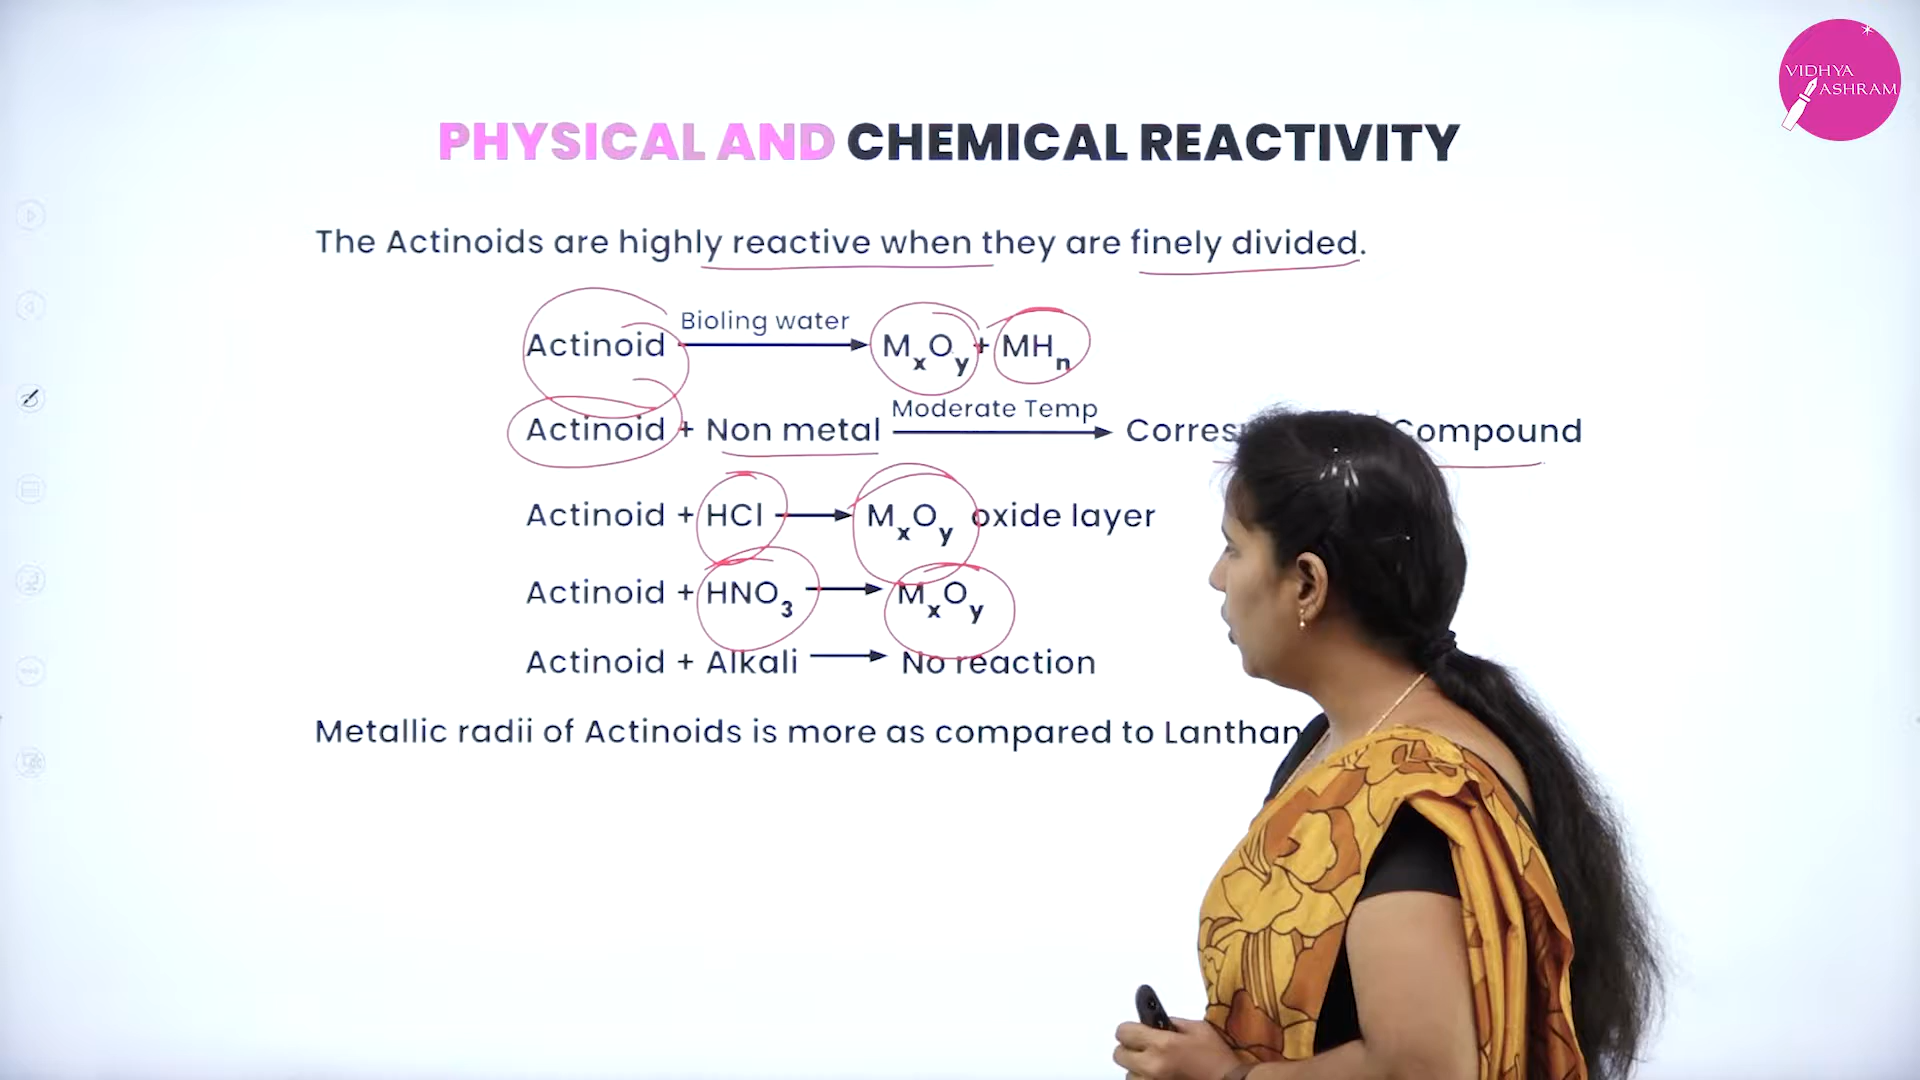 VIDHYA
ASHRAM
PHYSICAL AND CHEMICAL REACTIVITY
The Actinoids are highly reactive when they are finely divided.
Actinoid Bioling water → MxOy + MHn
Actinoid + Non metal Moderate Temp → Compound
Actinoid + HCl → MxOy oxide layer
Actinoid + HNO3 → MxOy
Actinoid + Alkali → No reaction
Metallic radii of Actinoids is more as compared to